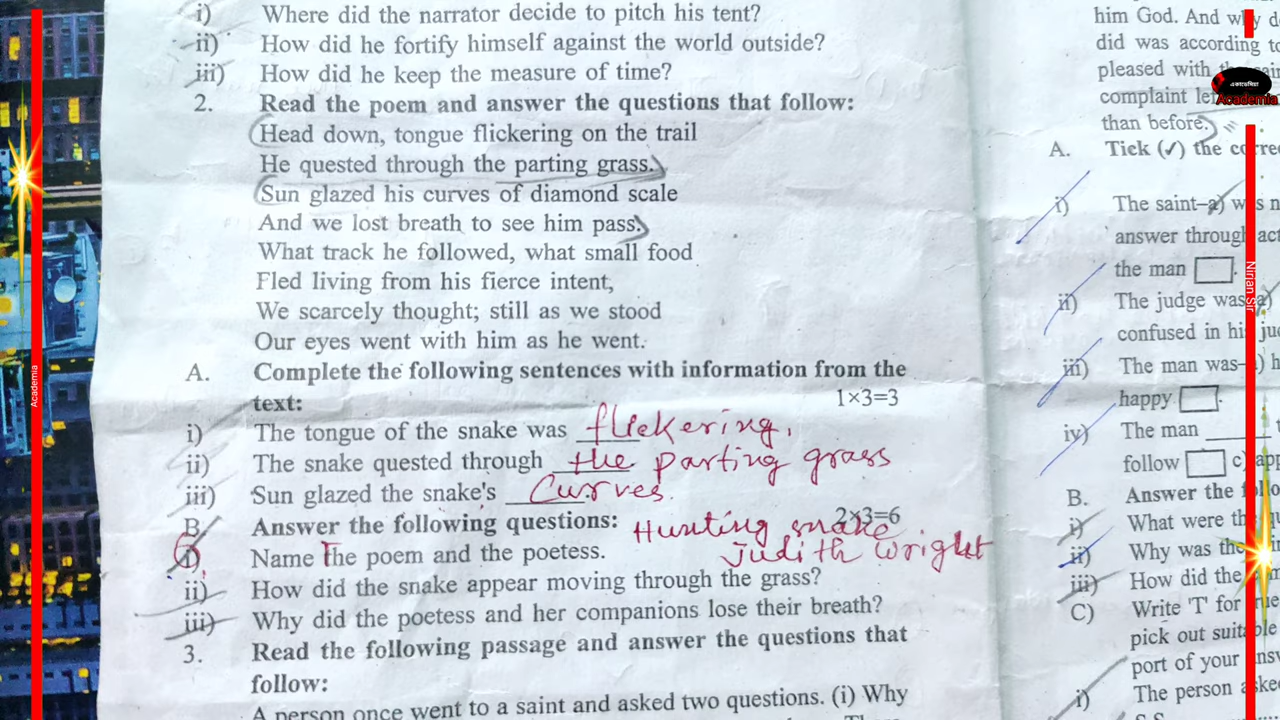 i) Where did the narrator decide to pitch his tent?
ii) How did he fortify himself against the world outside?
iii) How did he keep the measure of time?
2. Read the poem and answer the questions that follow:
Head down, tongue flickering on the trail
He quested through the parting grass.
Sun glazed his curves of diamond scale
And we lost breath to see him pass.
What track he followed, what small food
Fled living from his fierce intent,
We scarcely thought; still as we stood
Our eyes went with him as he went.
A. Complete the following sentences with information from the
text: 1×3=3
i) The tongue of the snake was flickering.
ii) The snake quested through the parting grass
iii) Sun glazed the snake's Curves.
B. Answer the following questions: 2×3=6
Hunting snake
i) Name The poem and the poetess. Judith wright
ii) How did the snake appear moving through the grass?
iii) Why did the poetess and her companions lose their breath?
3. Read the following passage and answer the questions that
follow:
A person once went to a saint and asked two questions. (i) Why
him God. And why
did was according to
pleased with
complaint
than before.
A. Tick (✓) the
i) The saint–a) was
answer through
the man
ii) The judge was a)
confused in his
iii) The man was–
happy
iv) The man
follow c)
B. Answer the
i) What were the
ii) Why was the
iii) How did the
C) Write 'T' for
pick out
port of your
i) The person asked
Academia
একাডেমিয়া
Academia
Nirjan Sir